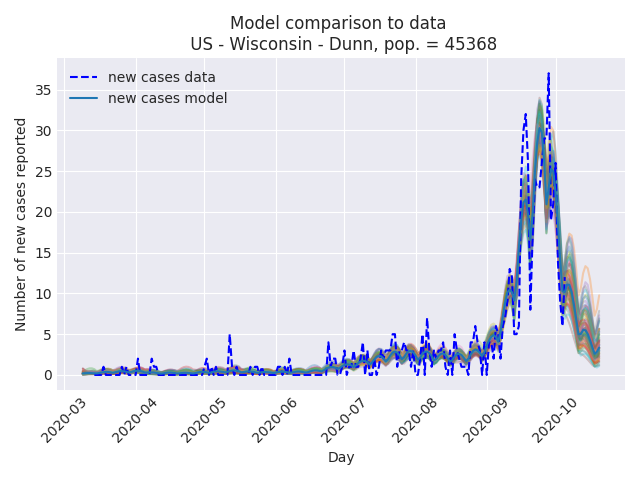 Model comparison to data
US - Wisconsin - Dunn, pop. = 45368
new cases data
new cases model
Number of new cases reported
35
30
25
20
15
10
5
0
2020-03
2020-04
2020-05
2020-06
2020-07
2020-08
2020-09
2020-10
Day